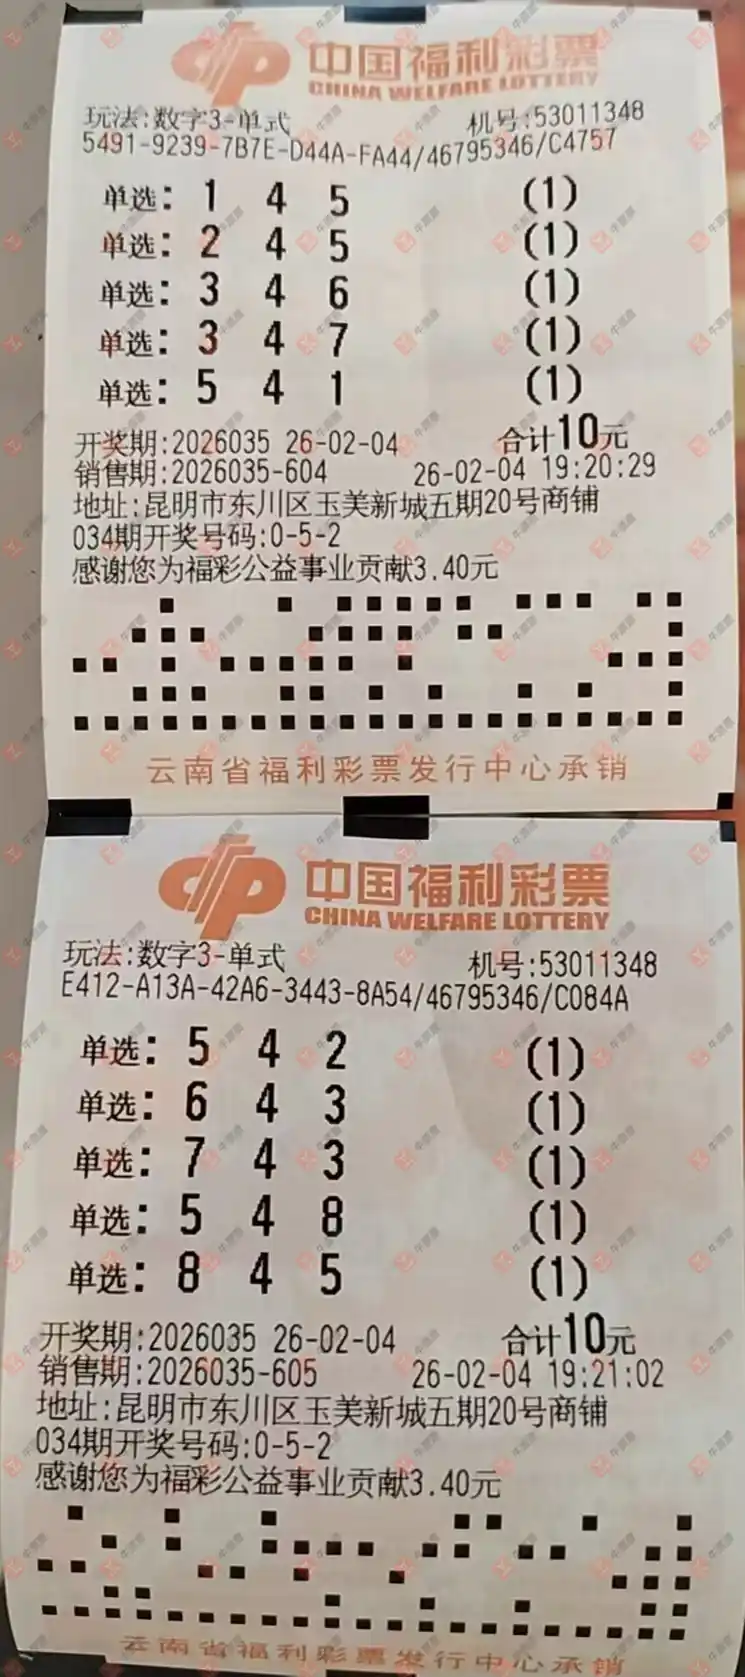 中国福利彩票
CHINA WELFARE LOTTERY
玩法:数字3-单式 机号:53011348
5491-9239-7B7E-D44A-FA44/46795346/C4757
单选: 1 4 5 (1)
单选: 2 4 5 (1)
单选: 3 4 6 (1)
单选: 3 4 7 (1)
单选: 5 4 1 (1)
开奖期:2026035 26-02-04 合计10元
销售期:2026035-604 26-02-04 19:20:29
地址:昆明市东川区玉美新城五期20号商铺
034期开奖号码:0-5-2
感谢您为福彩公益事业贡献3.40元
云南省福利彩票发行中心承销
中国福利彩票
CHINA WELFARE LOTTERY
玩法:数字3-单式 机号:53011348
E412-A13A-42A6-3443-8A54/46795346/C084A
单选: 5 4 2 (1)
单选: 6 4 3 (1)
单选: 7 4 3 (1)
单选: 5 4 8 (1)
单选: 8 4 5 (1)
开奖期:2026035 26-02-04 合计10元
销售期:2026035-605 26-02-04 19:21:02
地址:昆明市东川区玉美新城五期20号商铺
034期开奖号码:0-5-2
感谢您为福彩公益事业贡献3.40元
云南省福利彩票发行中心承销